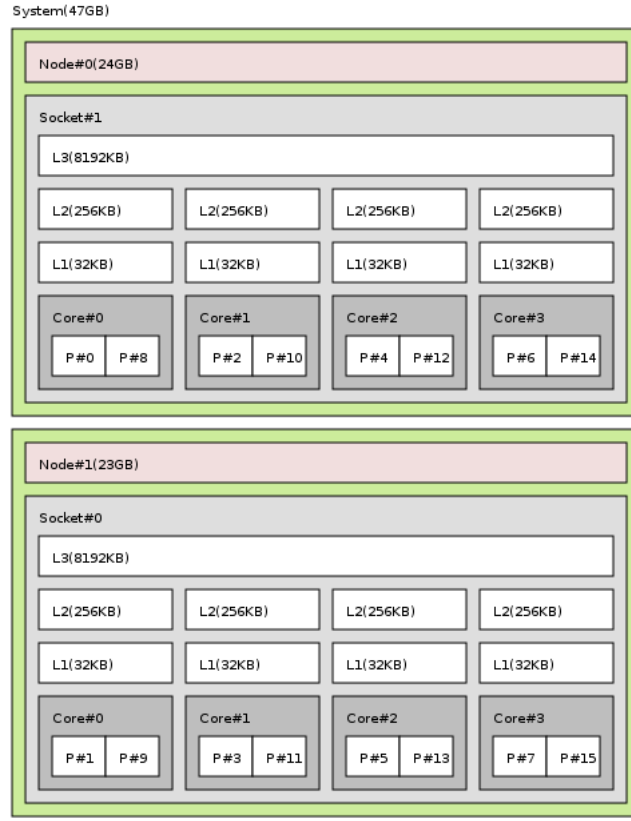 System(47GB)
Node#0(24GB)
Socket#1
L3(8192KB)
L2(256KB) L2(256KB) L2(256KB) L2(256KB)
L1(32KB) L1(32KB) L1(32KB) L1(32KB)
Core#0 Core#1 Core#2 Core#3
P#0 P#8 P#2 P#10 P#4 P#12 P#6 P#14
Node#1(23GB)
Socket#0
L3(8192KB)
L2(256KB) L2(256KB) L2(256KB) L2(256KB)
L1(32KB) L1(32KB) L1(32KB) L1(32KB)
Core#0 Core#1 Core#2 Core#3
P#1 P#9 P#3 P#11 P#5 P#13 P#7 P#15